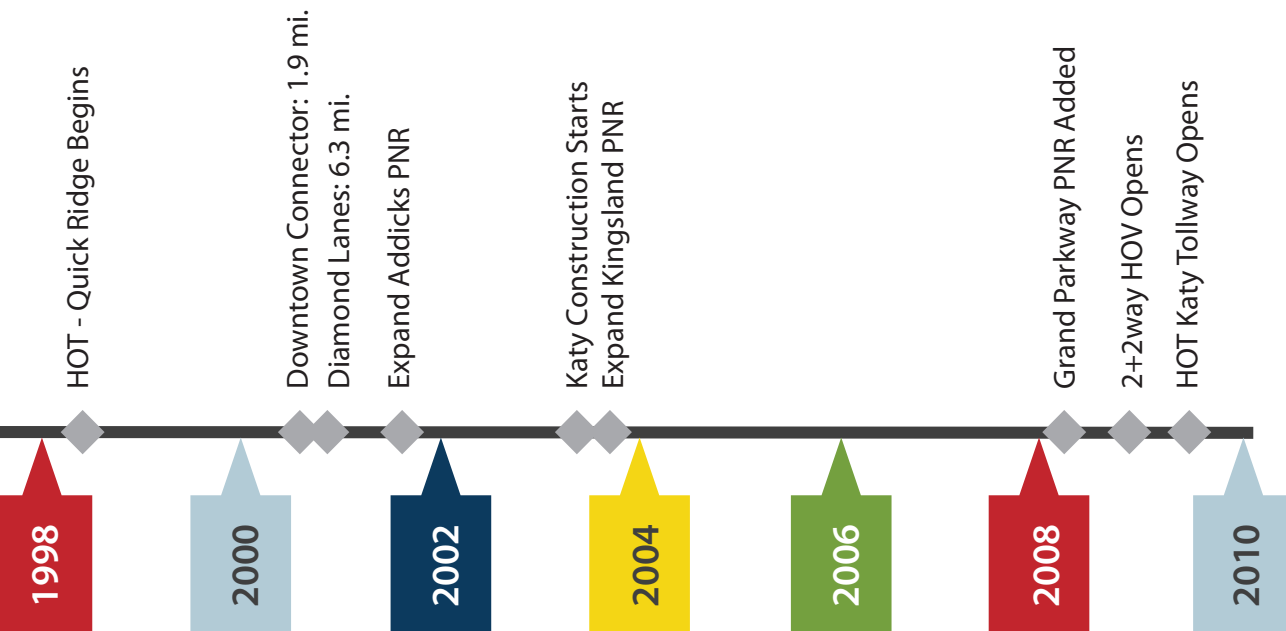 HOT - Quick Ridge Begins
Downtown Connector: 1.9 mi.
Diamond Lanes: 6.3 mi.
Expand Addicks PNR
Katy Construction Starts
Expand Kingsland PNR
Grand Parkway PNR Added
2+2way HOV Opens
HOT Katy Tollway Opens
1998
2000
2002
2004
2006
2008
2010